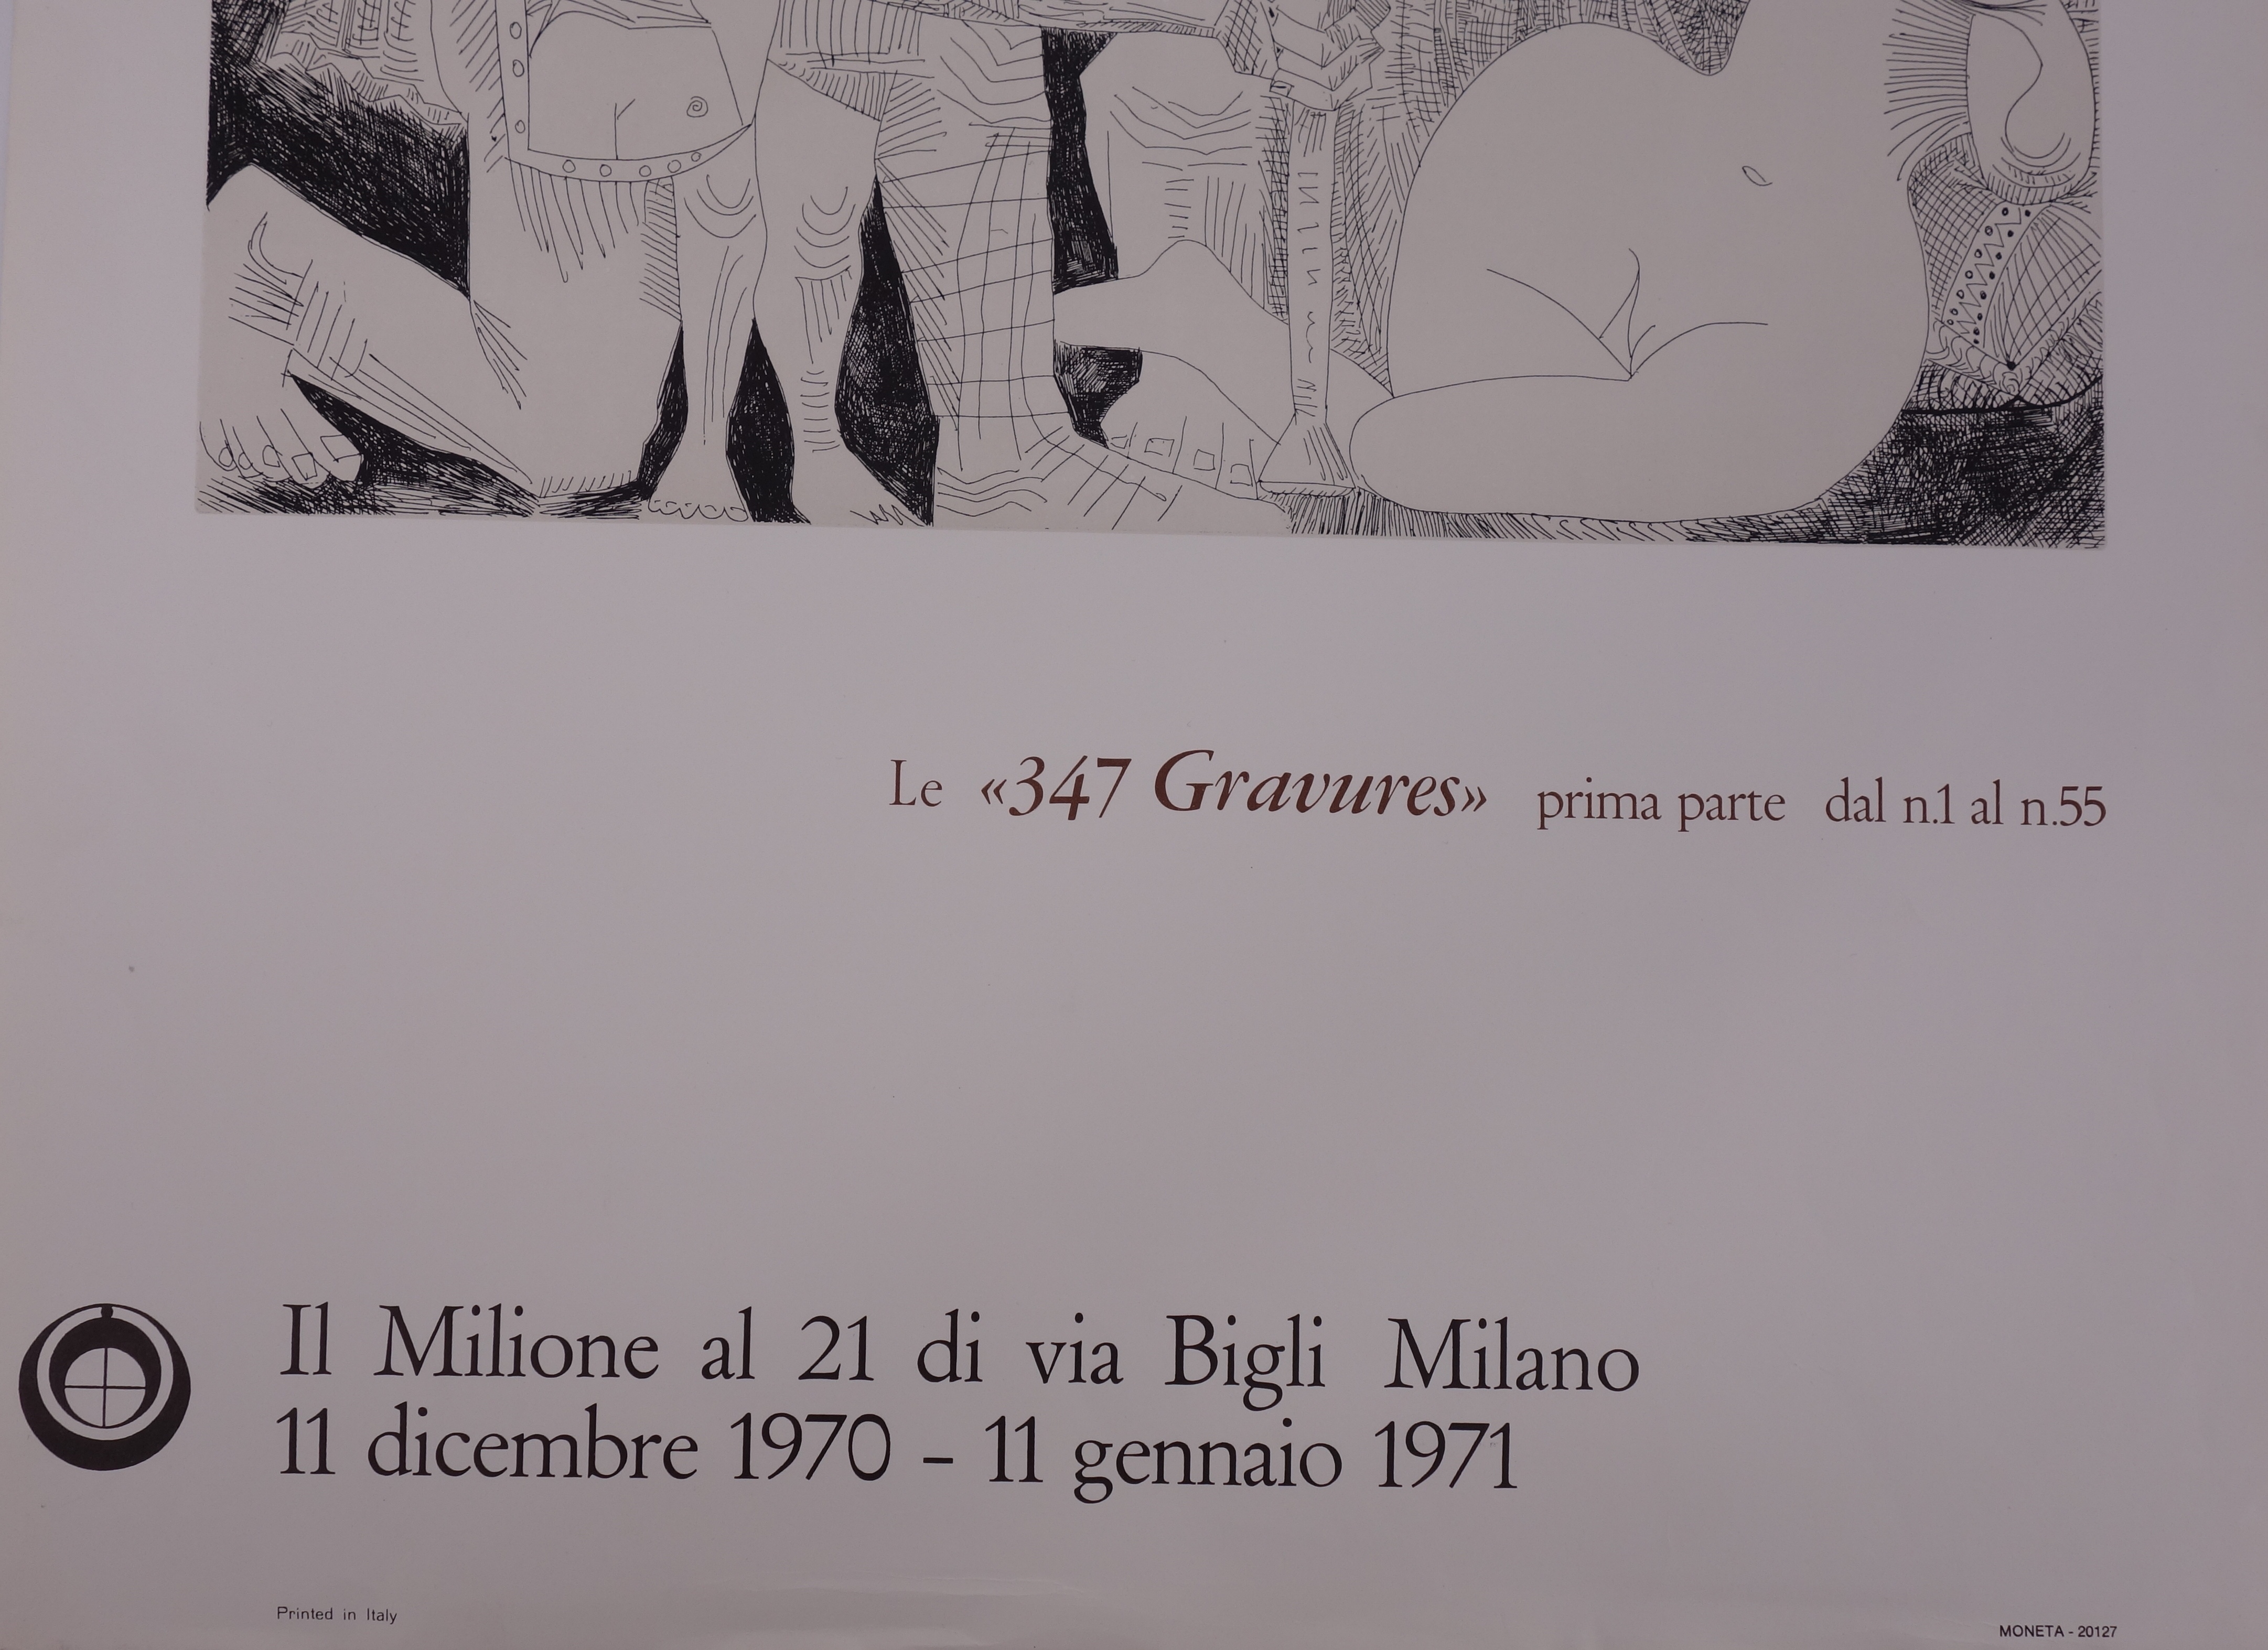 Le «347 Gravures» prima parte dal n.1 al n.55
Il Milione al 21 di via Bigli Milano
11 dicembre 1970 – 11 gennaio 1971
Printed in Italy
MONETA - 20127